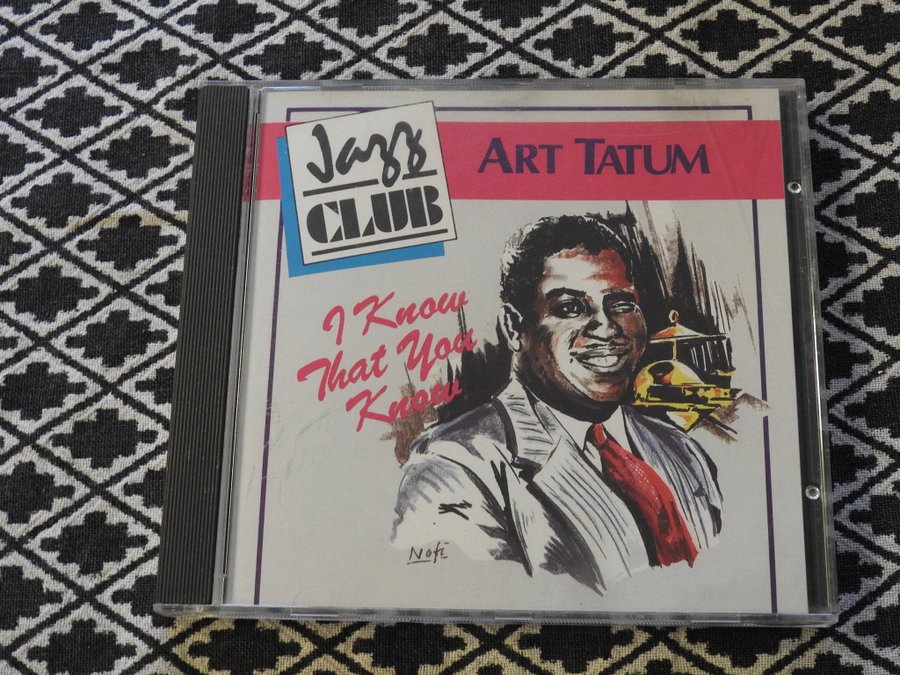 Jazz
CLUB
ART TATUM
I Know
That You
Know
Nofi